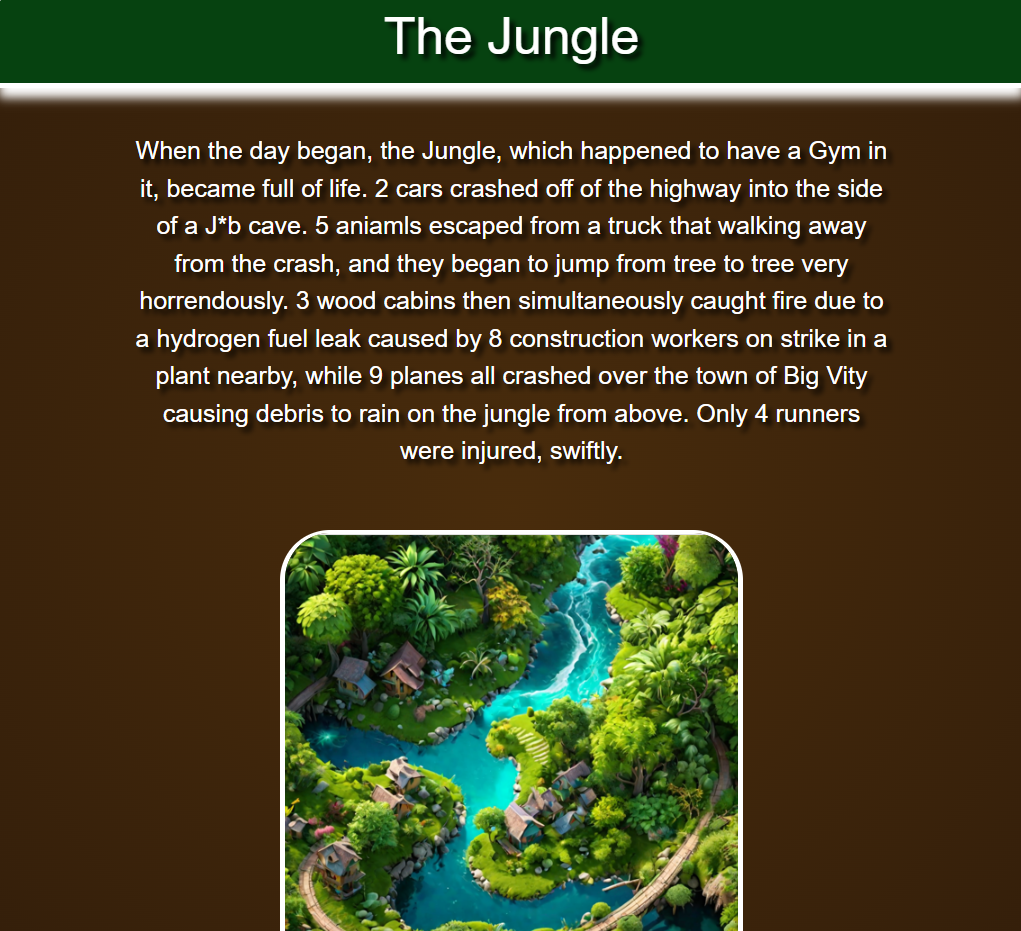 The Jungle
When the day began, the Jungle, which happened to have a Gym in
it, became full of life. 2 cars crashed off of the highway into the side
of a J*b cave. 5 aniamls escaped from a truck that walking away
from the crash, and they began to jump from tree to tree very
horrendously. 3 wood cabins then simultaneously caught fire due to
a hydrogen fuel leak caused by 8 construction workers on strike in a
plant nearby, while 9 planes all crashed over the town of Big Vity
causing debris to rain on the jungle from above. Only 4 runners
were injured, swiftly.